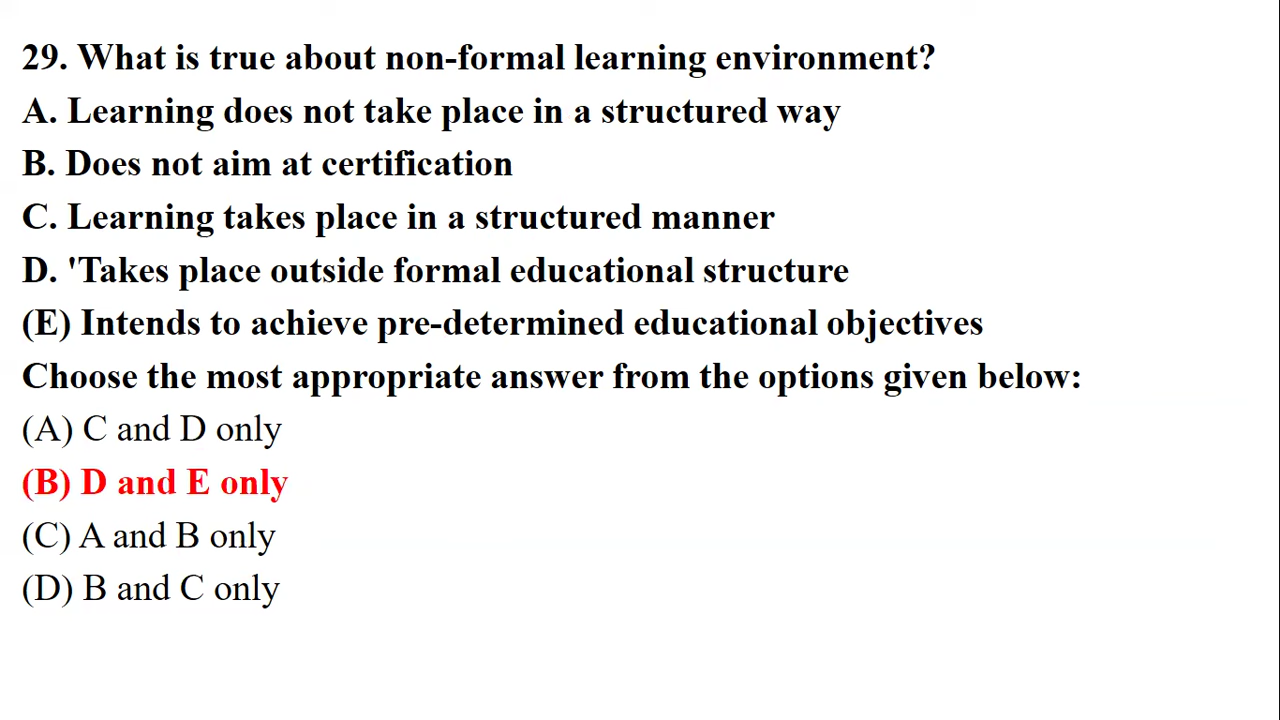 29. What is true about non-formal learning environment?
A. Learning does not take place in a structured way
B. Does not aim at certification
C. Learning takes place in a structured manner
D. 'Takes place outside formal educational structure
(E) Intends to achieve pre-determined educational objectives
Choose the most appropriate answer from the options given below:
(A) C and D only
(B) D and E only
(C) A and B only
(D) B and C only